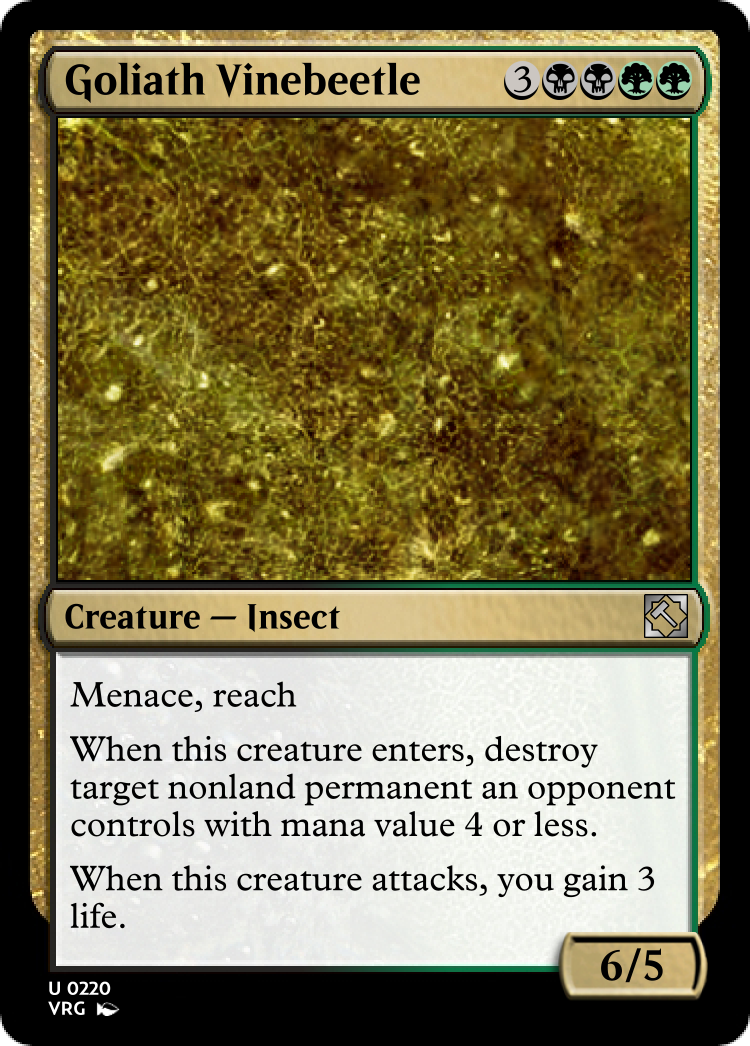 Goliath Vinebeetle 3
Creature — Insect
Menace, reach
When this creature enters, destroy
target nonland permanent an opponent
controls with mana value 4 or less.
When this creature attacks, you gain 3
life.
6/5
U 0220
VRG